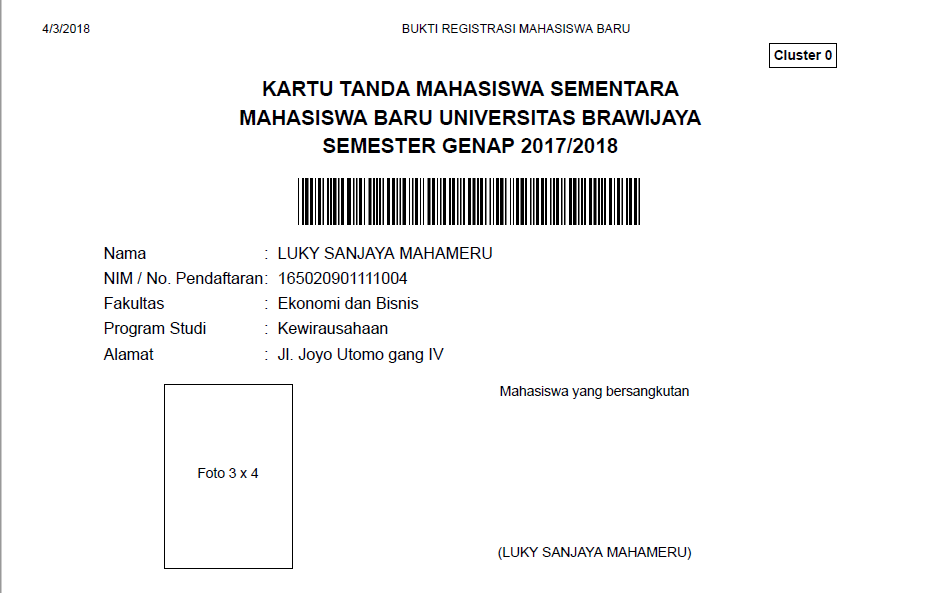 4/3/2018 BUKTI REGISTRASI MAHASISWA BARU
Cluster 0
KARTU TANDA MAHASISWA SEMENTARA
MAHASISWA BARU UNIVERSITAS BRAWIJAYA
SEMESTER GENAP 2017/2018
Nama : LUKY SANJAYA MAHAMERU
NIM / No. Pendaftaran: 165020901111004
Fakultas : Ekonomi dan Bisnis
Program Studi : Kewirausahaan
Alamat : Jl. Joyo Utomo gang IV
Mahasiswa yang bersangkutan
Foto 3 x 4
(LUKY SANJAYA MAHAMERU)